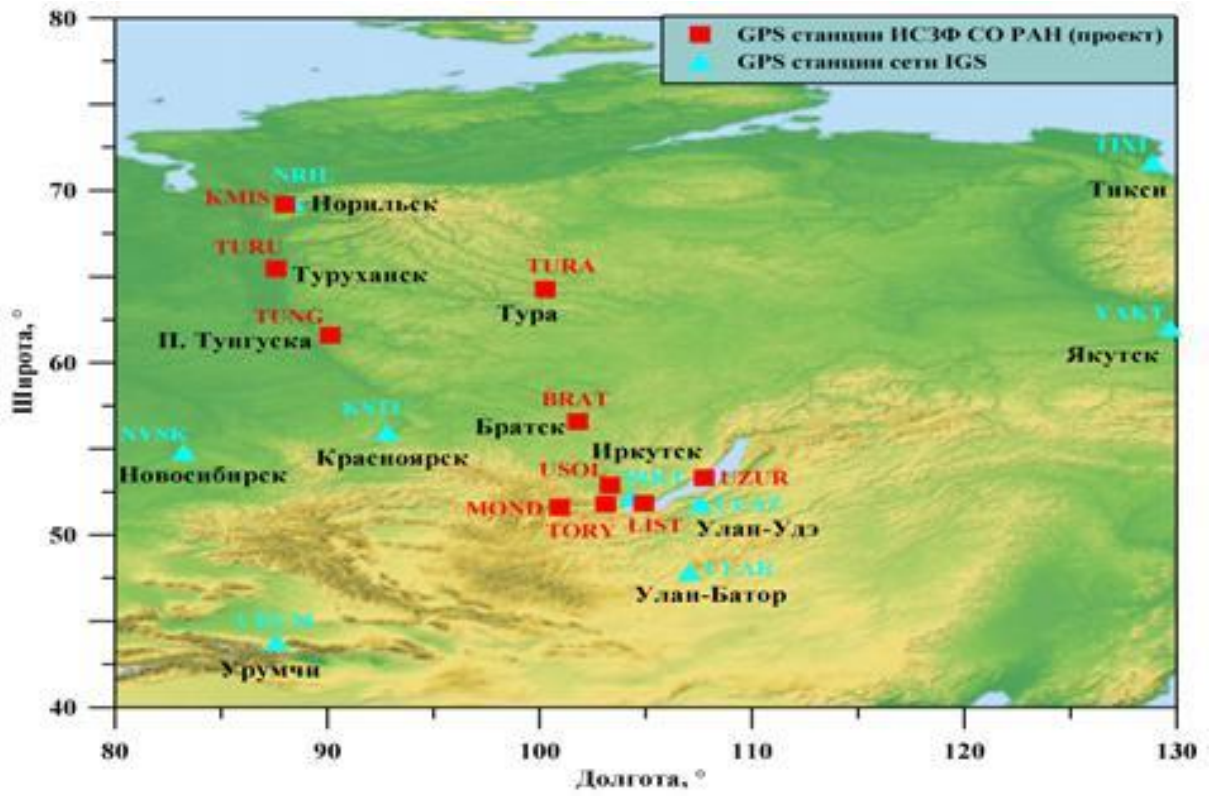 80
GPS станции ИСЗФ СО РАН (проект)
GPS станции сети IGS
TIXI
Тикси
70
NRIL
KMIS
Норильск
TURU
Туруханск
TURA
Тура
TUNG
П. Тунгуска
YAKT
Якутск
60
Широта, °
BRAT
Братск
KSTU
Красноярск
NVSK
Новосибирск
Иркутск
USOL
UZUR
MOND
TORY
LIST
Улан-Удэ
50
ULAB
Улан-Батор
Урумчи
40
80
90
100
110
120
130
Долгота, °